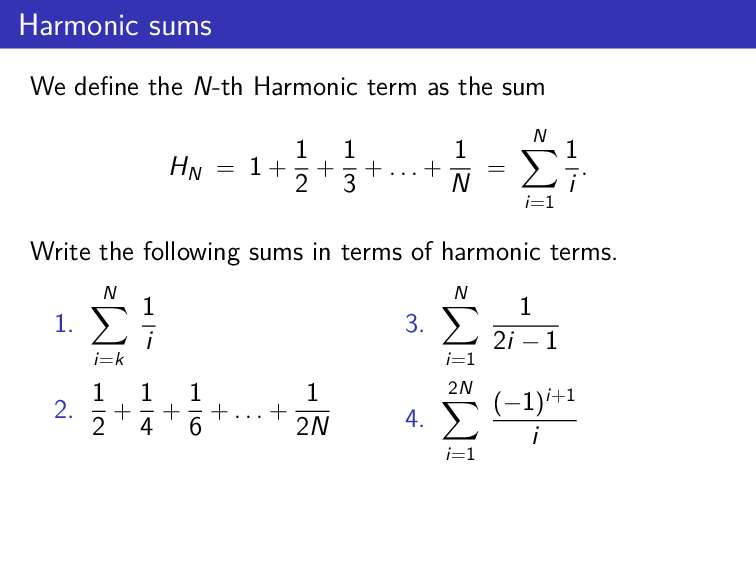 Harmonic sums
We define the N-th Harmonic term as the sum
H_N = 1 + \frac{1}{2} + \frac{1}{3} + \ldots + \frac{1}{N} = \sum_{i=1}^{N} \frac{1}{i}.
Write the following sums in terms of harmonic terms.
1. \sum_{i=k}^{N} \frac{1}{i}
2. \frac{1}{2} + \frac{1}{4} + \frac{1}{6} + \ldots + \frac{1}{2N}
3. \sum_{i=1}^{N} \frac{1}{2i-1}
4. \sum_{i=1}^{2N} \frac{(-1)^{i+1}}{i}